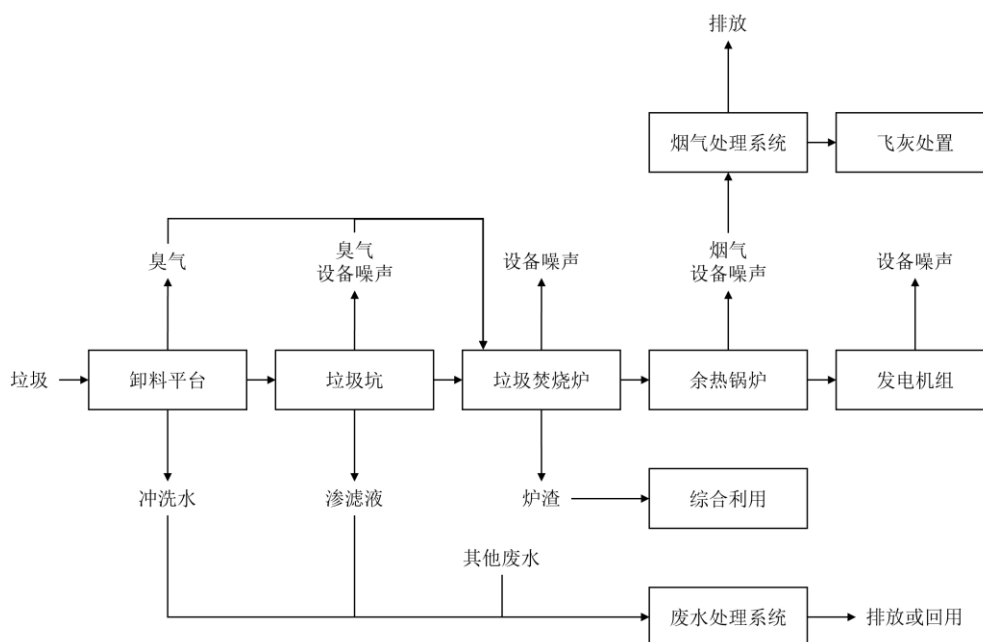 排放
烟气处理系统
飞灰处置
臭气
臭气
设备噪声
设备噪声
烟气
设备噪声
设备噪声
垃圾
卸料平台
垃圾坑
垃圾焚烧炉
余热锅炉
发电机组
冲洗水
渗滤液
炉渣
综合利用
其他废水
废水处理系统
排放或回用